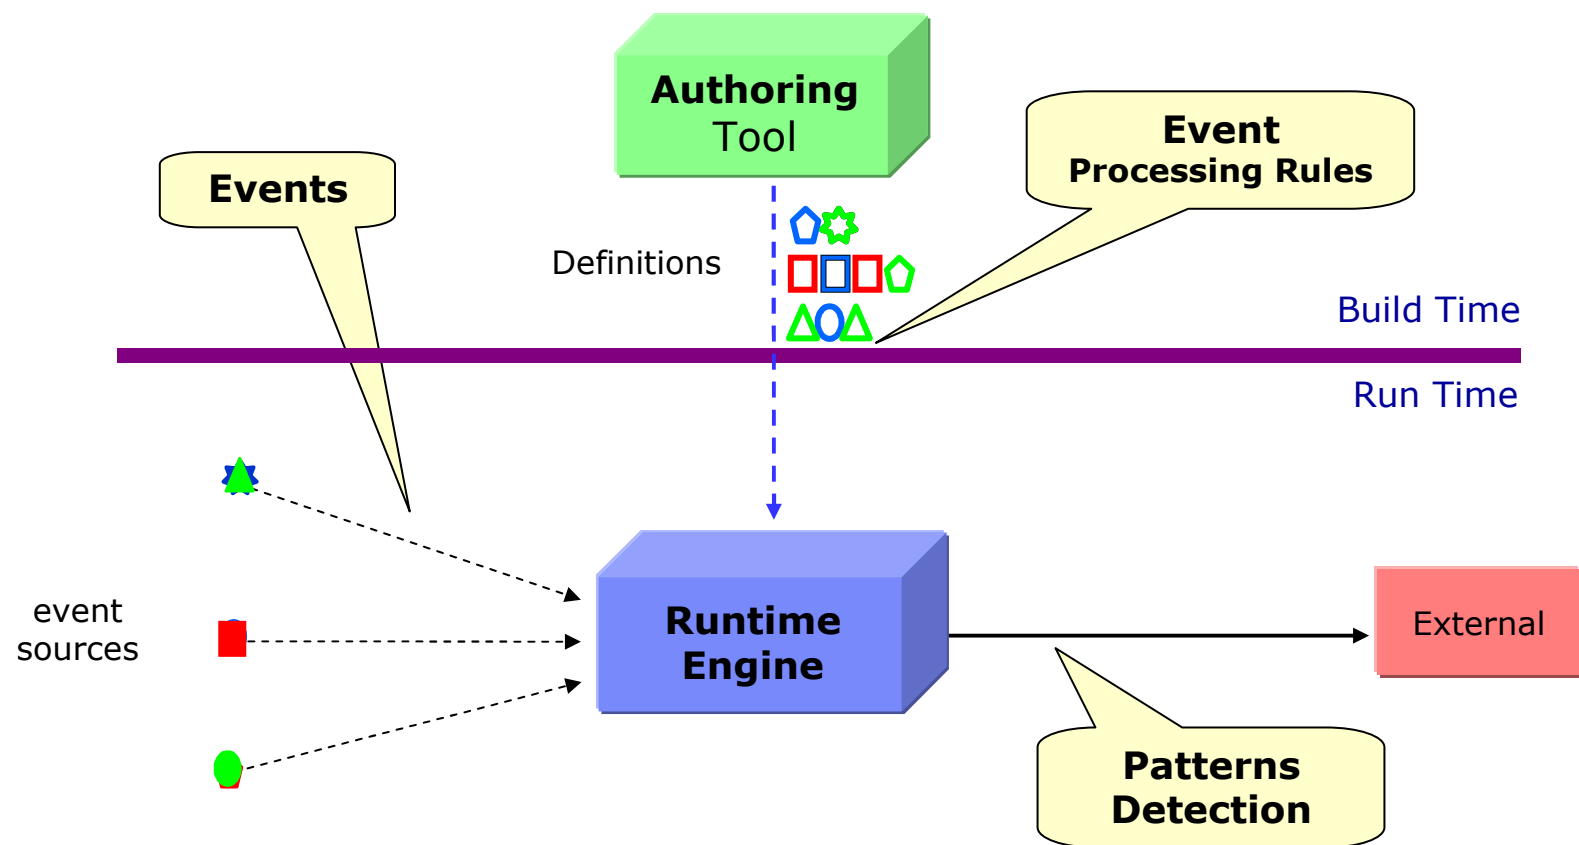 Authoring
Tool
Event
Processing Rules
Events
Definitions
Build Time
Run Time
event
sources
Runtime
Engine
External
Patterns
Detection